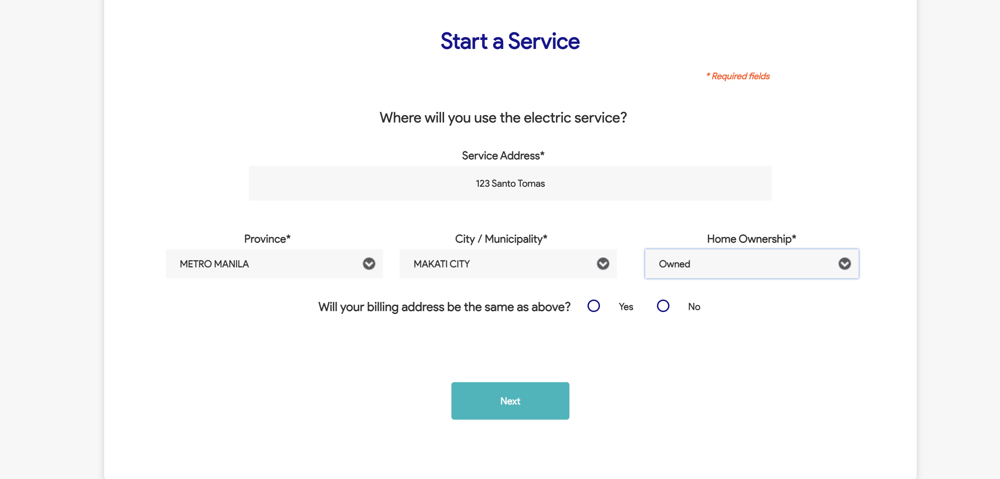 Start a Service
* Required fields
Where will you use the electric service?
Service Address*
123 Santo Tomas
Province* City / Municipality* Home Ownership*
METRO MANILA MAKATI CITY Owned
Will your billing address be the same as above? Yes No
Next